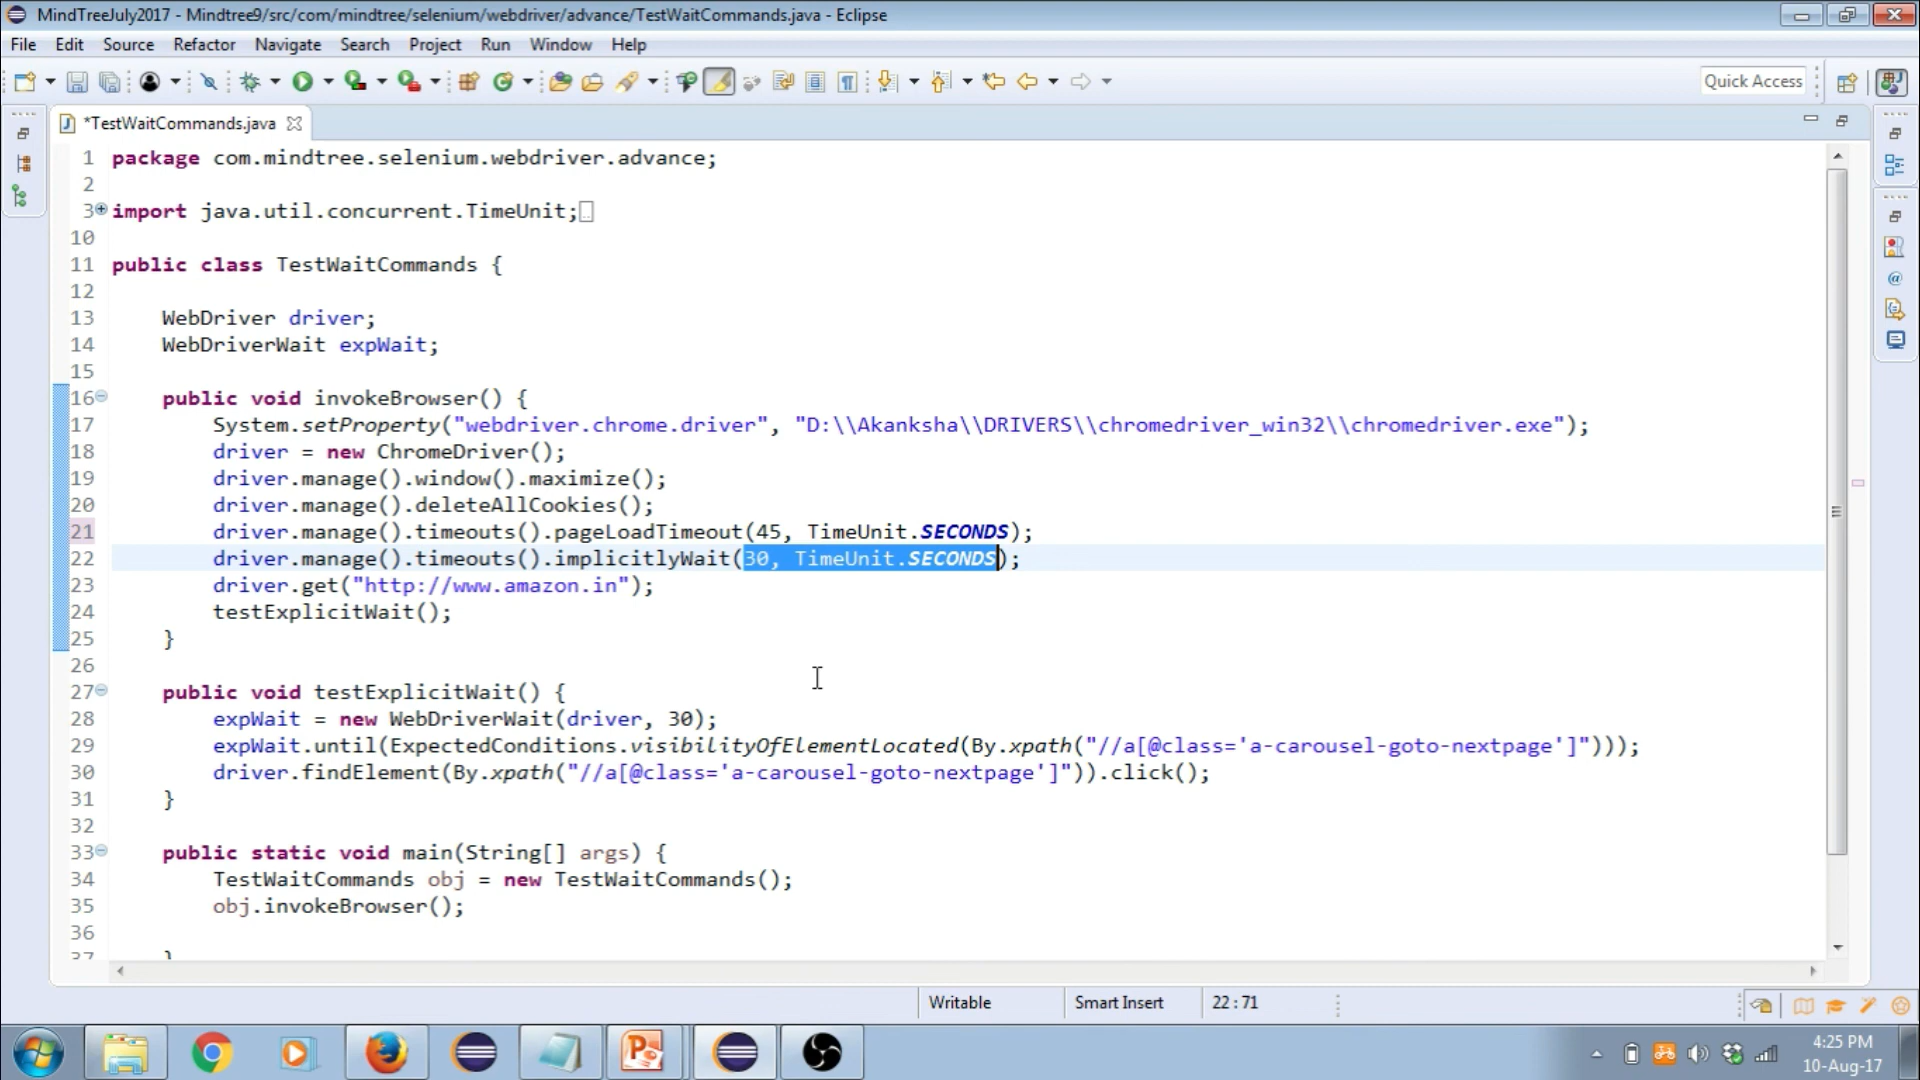 MindTreeJuly2017 - Mindtree9/src/com/mindtree/selenium/webdriver/advance/TestWaitCommands.java - Eclipse
File Edit Source Refactor Navigate Search Project Run Window Help
Quick Access
*TestWaitCommands.java
1 package com.mindtree.selenium.webdriver.advance;
2
3 import java.util.concurrent.TimeUnit;
10
11 public class TestWaitCommands {
12
13 WebDriver driver;
14 WebDriverWait expWait;
15
16 public void invokeBrowser() {
17 System.setProperty("webdriver.chrome.driver", "D:\\Akanksha\\DRIVERS\\chromedriver_win32\\chromedriver.exe");
18 driver = new ChromeDriver();
19 driver.manage().window().maximize();
20 driver.manage().deleteAllCookies();
21 driver.manage().timeouts().pageLoadTimeout(45, TimeUnit.SECONDS);
22 driver.manage().timeouts().implicitlyWait(30, TimeUnit.SECONDS);
23 driver.get("http://www.amazon.in");
24 testExplicitWait();
25 }
26
27 public void testExplicitWait() {
28 expWait = new WebDriverWait(driver, 30);
29 expWait.until(ExpectedConditions.visibilityOfElementLocated(By.xpath("//a[@class='a-carousel-goto-nextpage']")));
30 driver.findElement(By.xpath("//a[@class='a-carousel-goto-nextpage']")).click();
31 }
32
33 public static void main(String[] args) {
34 TestWaitCommands obj = new TestWaitCommands();
35 obj.invokeBrowser();
36
37 }
Writable Smart Insert 22 : 71
4:25 PM
10-Aug-17